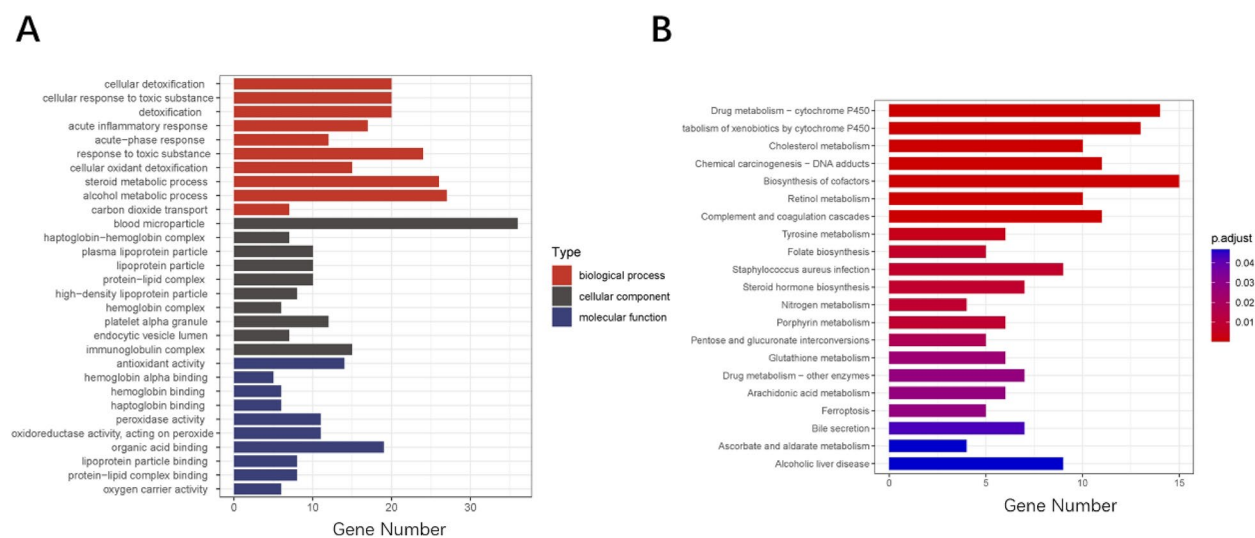 A
cellular detoxification
cellular response to toxic substance
detoxification
acute inflammatory response
acute−phase response
response to toxic substance
cellular oxidant detoxification
steroid metabolic process
alcohol metabolic process
carbon dioxide transport
blood microparticle
haptoglobin−hemoglobin complex
plasma lipoprotein particle
lipoprotein particle
protein−lipid complex
high−density lipoprotein particle
hemoglobin complex
platelet alpha granule
endocytic vesicle lumen
immunoglobulin complex
antioxidant activity
hemoglobin alpha binding
hemoglobin binding
haptoglobin binding
peroxidase activity
oxidoreductase activity, acting on peroxide
organic acid binding
lipoprotein particle binding
protein−lipid complex binding
oxygen carrier activity
0 10 20 30
Gene Number
Type
biological process
cellular component
molecular function
B
Drug metabolism − cytochrome P450
tabolism of xenobiotics by cytochrome P450
Cholesterol metabolism
Chemical carcinogenesis − DNA adducts
Biosynthesis of cofactors
Retinol metabolism
Complement and coagulation cascades
Tyrosine metabolism
Folate biosynthesis
Staphylococcus aureus infection
Steroid hormone biosynthesis
Nitrogen metabolism
Porphyrin metabolism
Pentose and glucuronate interconversions
Glutathione metabolism
Drug metabolism − other enzymes
Arachidonic acid metabolism
Ferroptosis
Bile secretion
Ascorbate and aldarate metabolism
Alcoholic liver disease
0 5 10 15
Gene Number
p.adjust
0.04
0.03
0.02
0.01